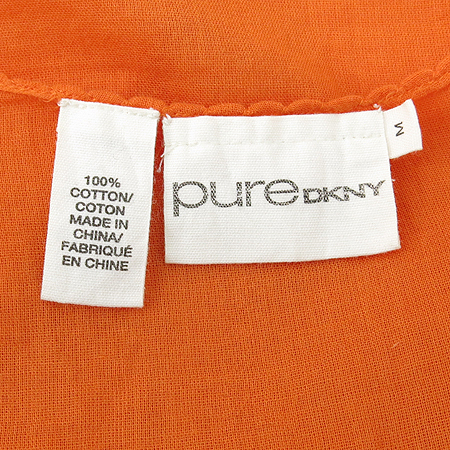 100%
COTTON/
COTON
MADE IN
CHINA/
FABRIQUÉ
EN CHINE
pure DKNY
M